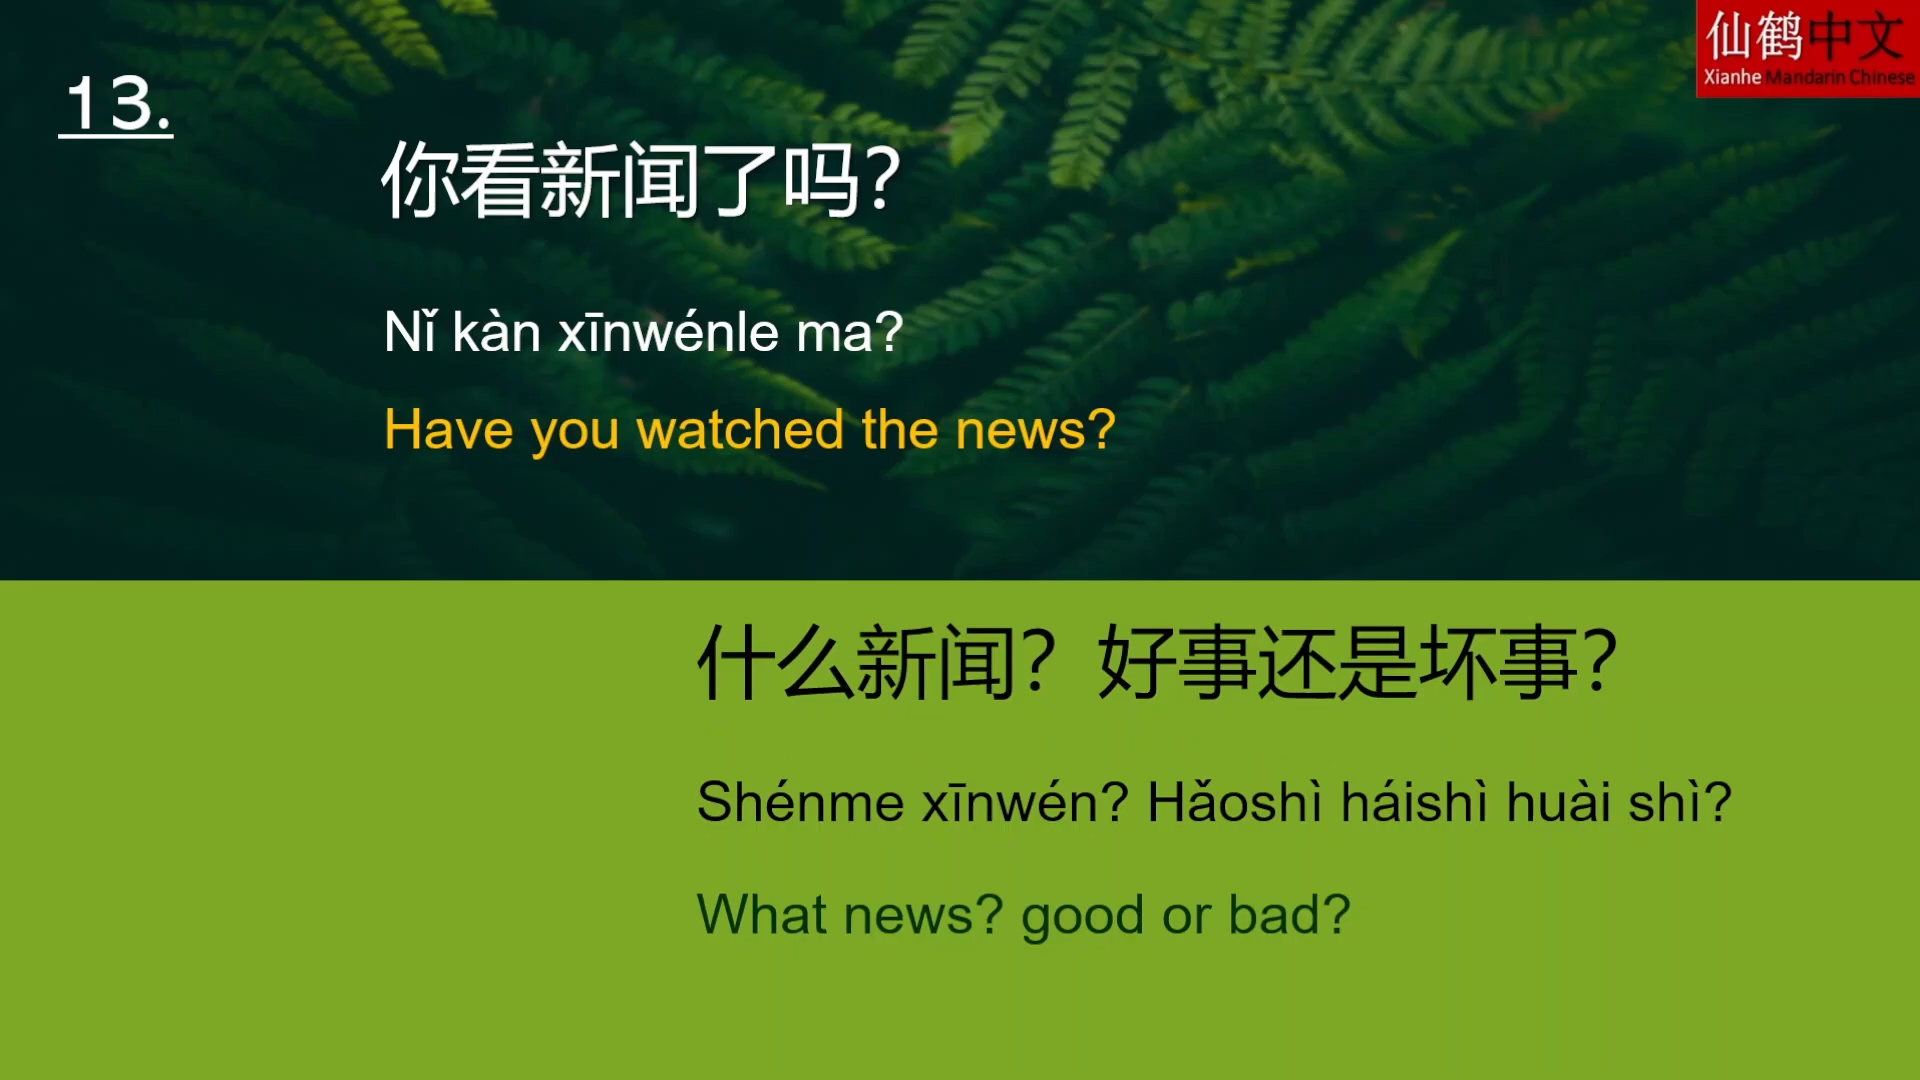 仙鹤中文
Xianhe Mandarin Chinese
13.
你看新闻了吗?
Nǐ kàn xīnwénle ma?
Have you watched the news?
什么新闻? 好事还是坏事?
Shénme xīnwén? Hǎoshì háishì huài shì?
What news? good or bad?